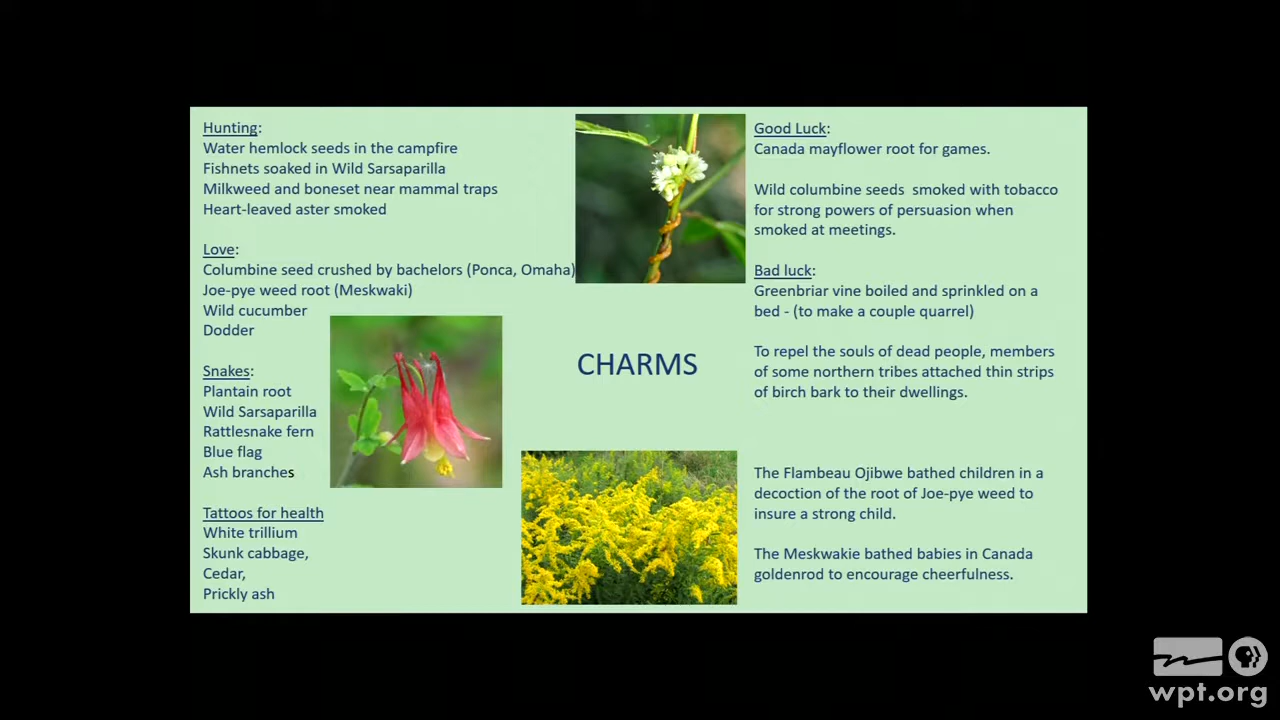 Hunting:
Water hemlock seeds in the campfire
Fishnets soaked in Wild Sarsaparilla
Milkweed and boneset near mammal traps
Heart-leaved aster smoked
Love:
Columbine seed crushed by bachelors (Ponca, Omaha)
Joe-pye weed root (Meskwaki)
Wild cucumber
Dodder
Snakes:
Plantain root
Wild Sarsaparilla
Rattlesnake fern
Blue flag
Ash branches
Tattoos for health
White trillium
Skunk cabbage,
Cedar,
Prickly ash
CHARMS
Good Luck:
Canada mayflower root for games.
Wild columbine seeds smoked with tobacco
for strong powers of persuasion when
smoked at meetings.
Bad luck:
Greenbriar vine boiled and sprinkled on a
bed - (to make a couple quarrel)
To repel the souls of dead people, members
of some northern tribes attached thin strips
of birch bark to their dwellings.
The Flambeau Ojibwe bathed children in a
decoction of the root of Joe-pye weed to
insure a strong child.
The Meskwakie bathed babies in Canada
goldenrod to encourage cheerfulness.
wpt.org